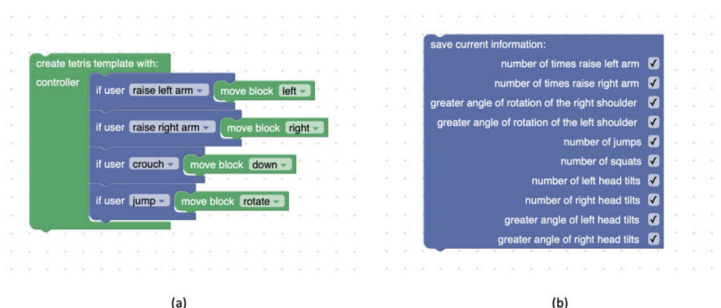 create tetris template with:
controller
if user raise left arm move block left
if user raise right arm move block right
if user crouch move block down
if user jump move block rotate
(a)
save current information:
number of times raise left arm
number of times raise right arm
greater angle of rotation of the right shoulder
greater angle of rotation of the left shoulder
number of jumps
number of squats
number of left head tilts
number of right head tilts
greater angle of left head tilts
greater angle of right head tilts
(b)